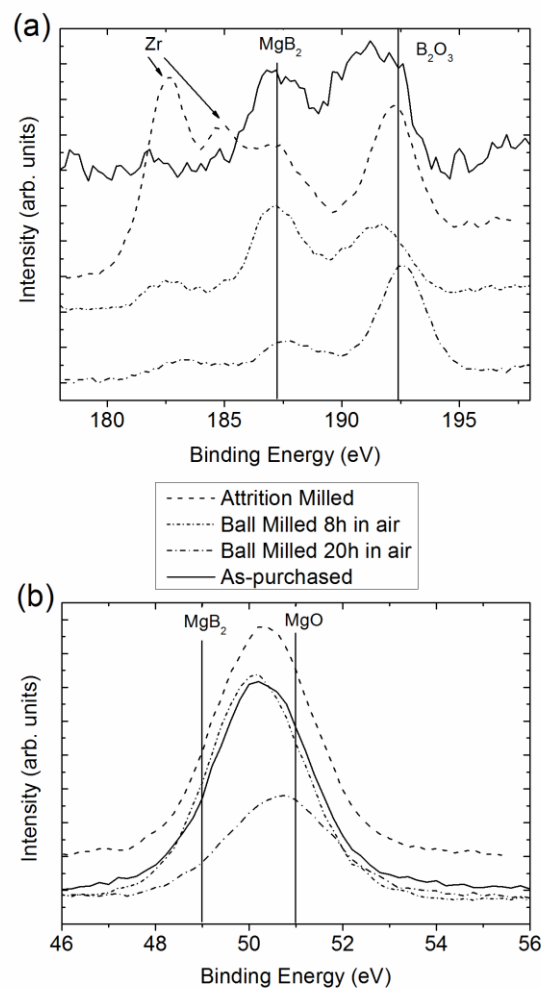 (a)
Zr
MgB₂
B₂O₃
Intensity (arb. units)
180 185 190 195
Binding Energy (eV)
Attrition Milled
Ball Milled 8h in air
Ball Milled 20h in air
As-purchased
(b)
MgB₂
MgO
Intensity (arb. units)
46 48 50 52 54 56
Binding Energy (eV)